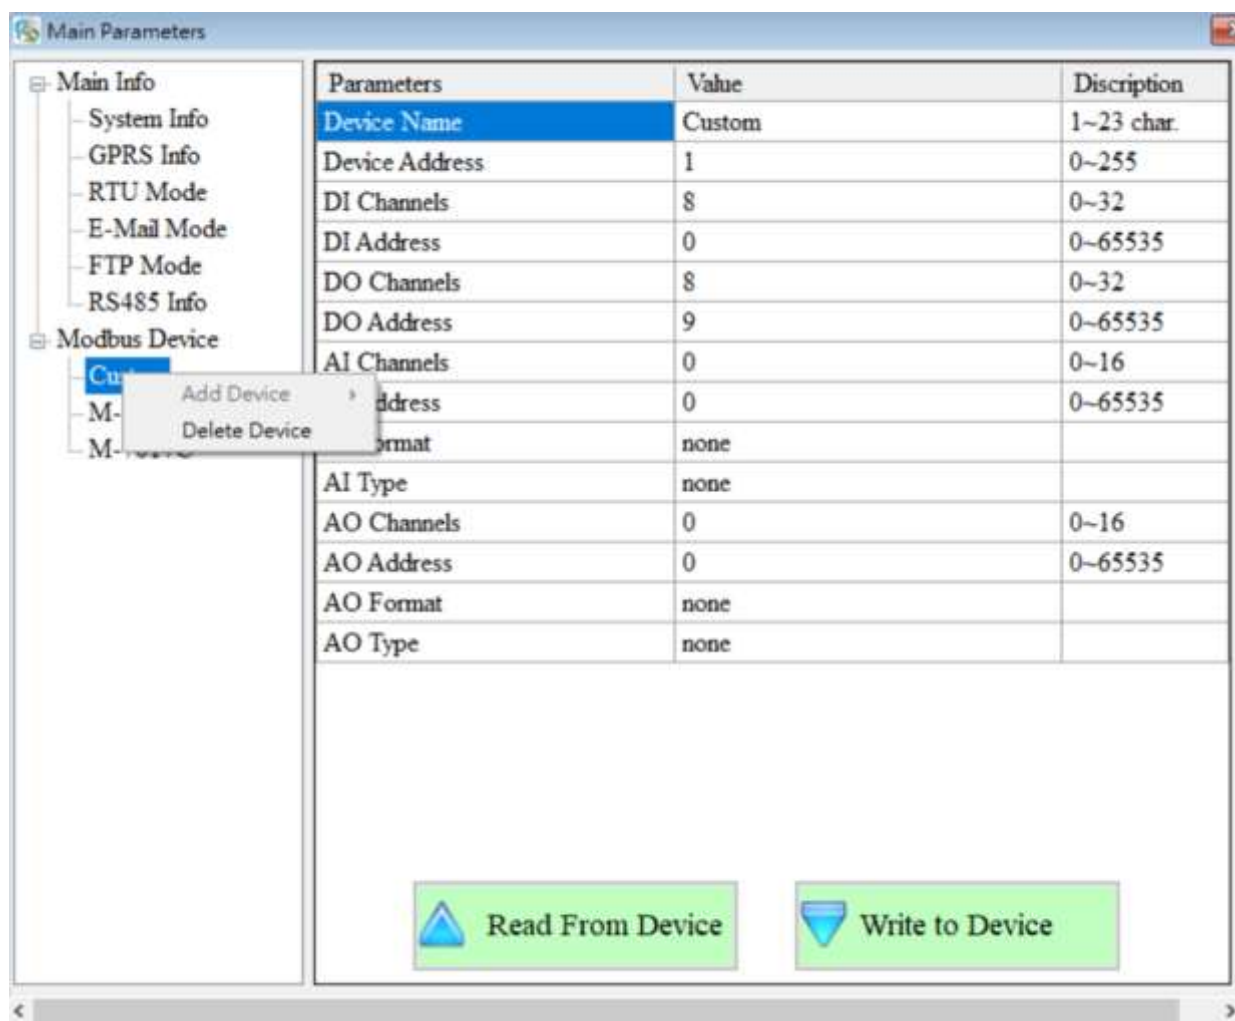 Main Parameters
Main Info
System Info
GPRS Info
RTU Mode
E-Mail Mode
FTP Mode
RS485 Info
Modbus Device
Add Device
Delete Device
Parameters Value Discription
Device Name Custom 1~23 char.
Device Address 1 0~255
DI Channels 8 0~32
DI Address 0 0~65535
DO Channels 8 0~32
DO Address 9 0~65535
AI Channels 0 0~16
0 0~65535
none
AI Type none
AO Channels 0 0~16
AO Address 0 0~65535
AO Format none
AO Type none
Read From Device
Write to Device